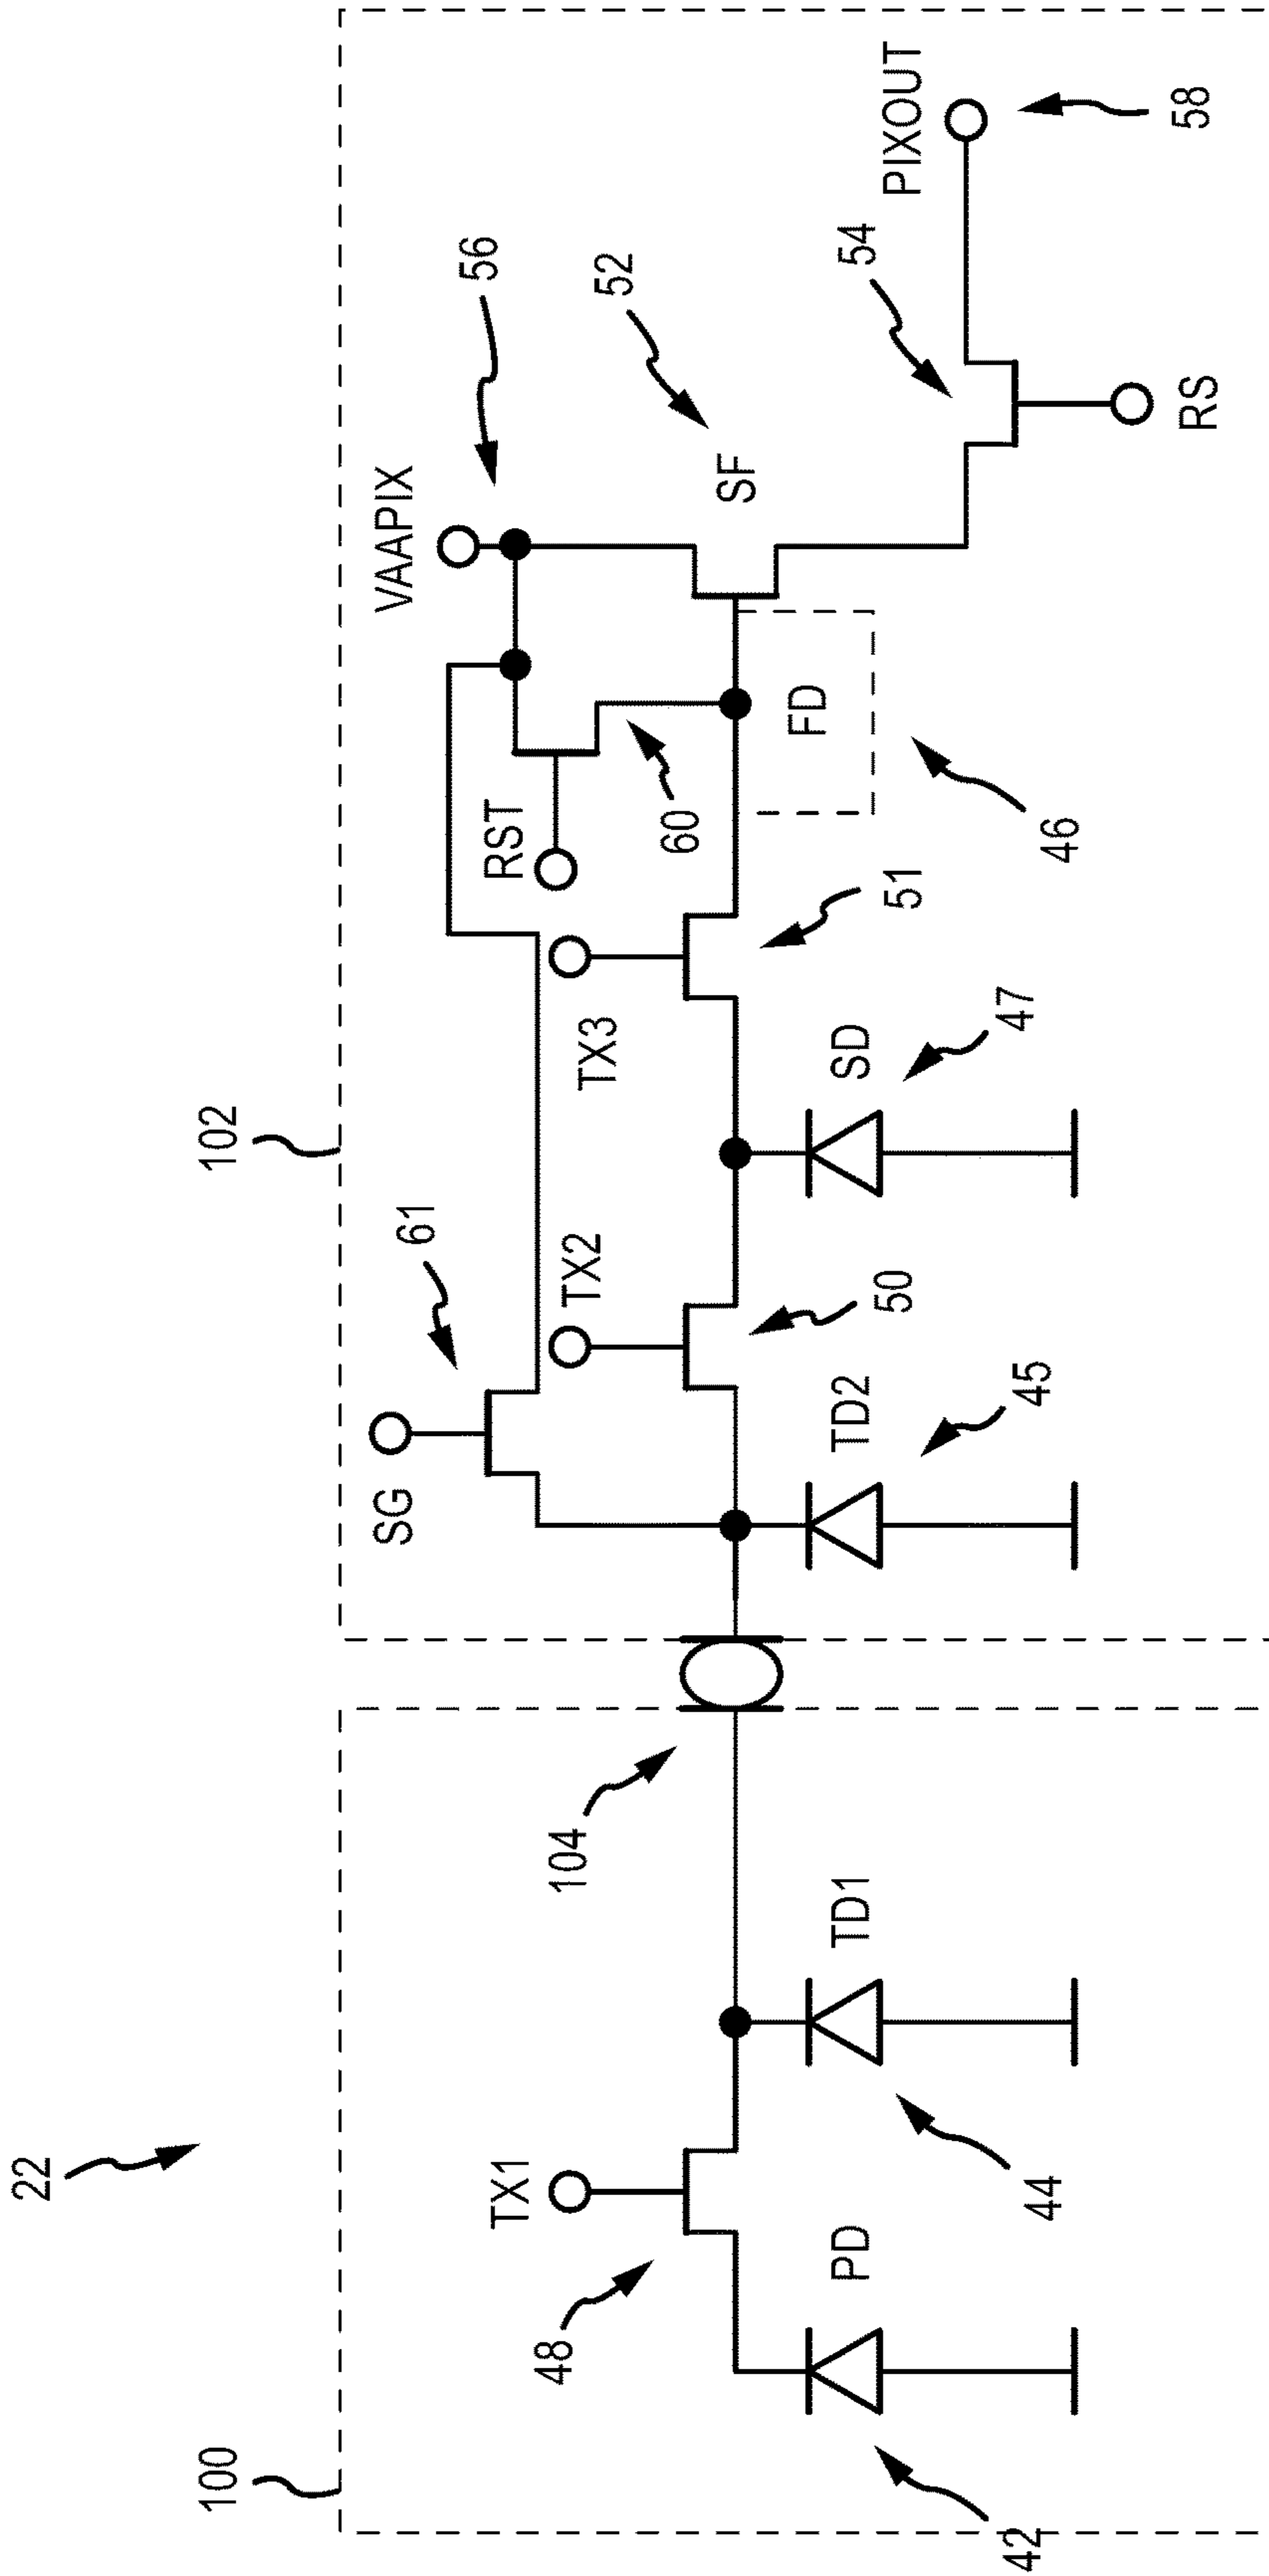 22
100
102
TX1
48
PD
42
TD1
44
104
SG
61
TX2
50
TD2
45
TX3
51
SD
47
RST
60
FD
46
VAAPIX
56
SF
52
54
RS
PIXOUT
58